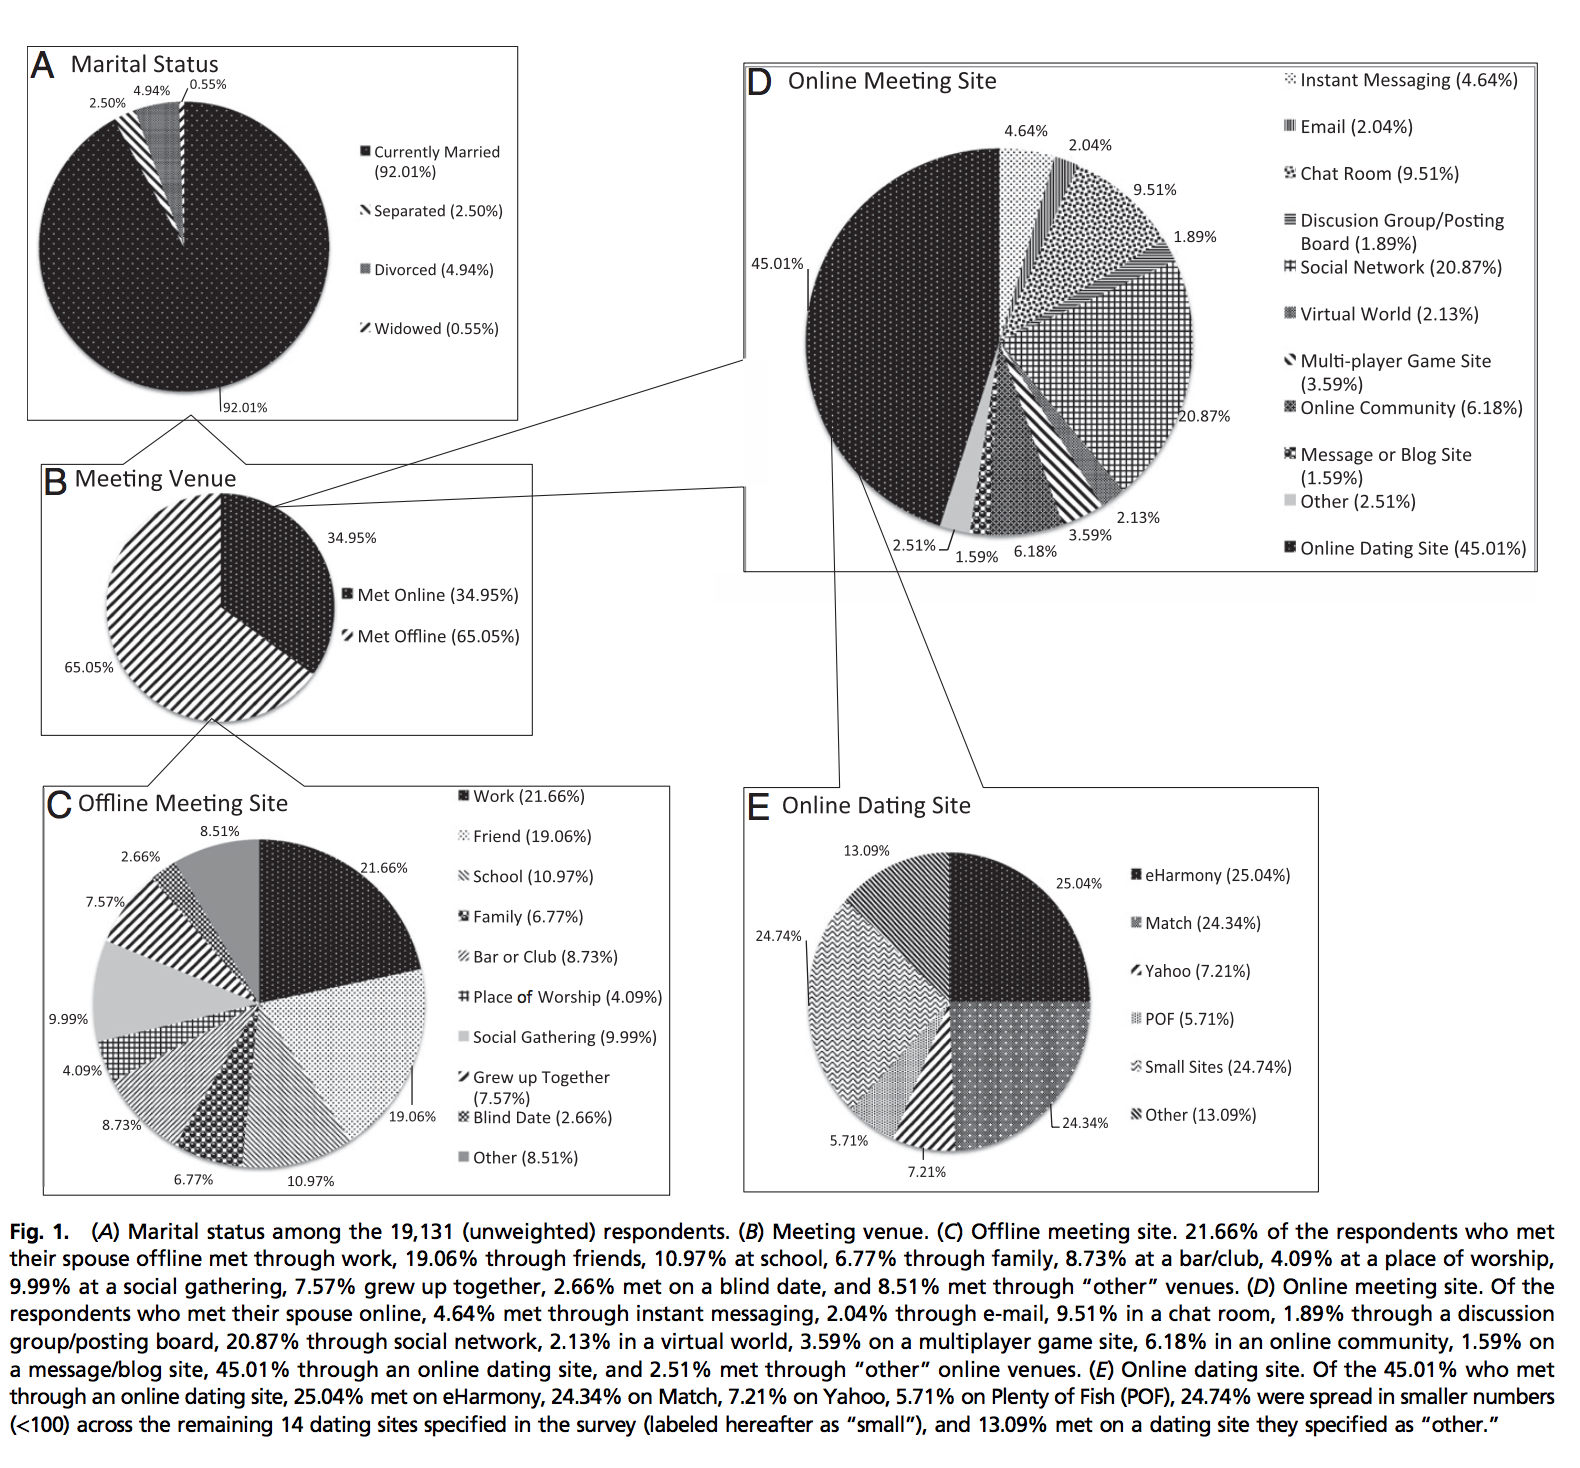 A Marital Status
0.55%
4.94%
2.50%
Currently Married
(92.01%)
Separated (2.50%)
Divorced (4.94%)
Widowed (0.55%)
92.01%
B Meeting Venue
34.95%
Met Online (34.95%)
Met Offline (65.05%)
65.05%
C Offline Meeting Site
8.51%
2.66%
21.66%
7.57%
9.99%
4.09%
8.73%
19.06%
6.77%
10.97%
Work (21.66%)
Friend (19.06%)
School (10.97%)
Family (6.77%)
Bar or Club (8.73%)
Place of Worship (4.09%)
Social Gathering (9.99%)
Grew up Together
(7.57%)
Blind Date (2.66%)
Other (8.51%)
D Online Meeting Site
4.64%
2.04%
9.51%
1.89%
45.01%
20.87%
2.13%
3.59%
2.51%
1.59%
6.18%
Instant Messaging (4.64%)
Email (2.04%)
Chat Room (9.51%)
Discusion Group/Posting
Board (1.89%)
Social Network (20.87%)
Virtual World (2.13%)
Multi-player Game Site
(3.59%)
Online Community (6.18%)
Message or Blog Site
(1.59%)
Other (2.51%)
Online Dating Site (45.01%)
E Online Dating Site
13.09%
25.04%
24.74%
24.34%
5.71%
7.21%
eHarmony (25.04%)
Match (24.34%)
Yahoo (7.21%)
POF (5.71%)
Small Sites (24.74%)
Other (13.09%)
Fig. 1. (A) Marital status among the 19,131 (unweighted) respondents. (B) Meeting venue. (C) Offline meeting site. 21.66% of the respondents who met
their spouse offline met through work, 19.06% through friends, 10.97% at school, 6.77% through family, 8.73% at a bar/club, 4.09% at a place of worship,
9.99% at a social gathering, 7.57% grew up together, 2.66% met on a blind date, and 8.51% met through “other” venues. (D) Online meeting site. Of the
respondents who met their spouse online, 4.64% met through instant messaging, 2.04% through e-mail, 9.51% in a chat room, 1.89% through a discussion
group/posting board, 20.87% through social network, 2.13% in a virtual world, 3.59% on a multiplayer game site, 6.18% in an online community, 1.59% on
a message/blog site, 45.01% through an online dating site, and 2.51% met through “other” online venues. (E) Online dating site. Of the 45.01% who met
through an online dating site, 25.04% met on eHarmony, 24.34% on Match, 7.21% on Yahoo, 5.71% on Plenty of Fish (POF), 24.74% were spread in smaller numbers
(<100) across the remaining 14 dating sites specified in the survey (labeled hereafter as “small”), and 13.09% met on a dating site they specified as “other.”